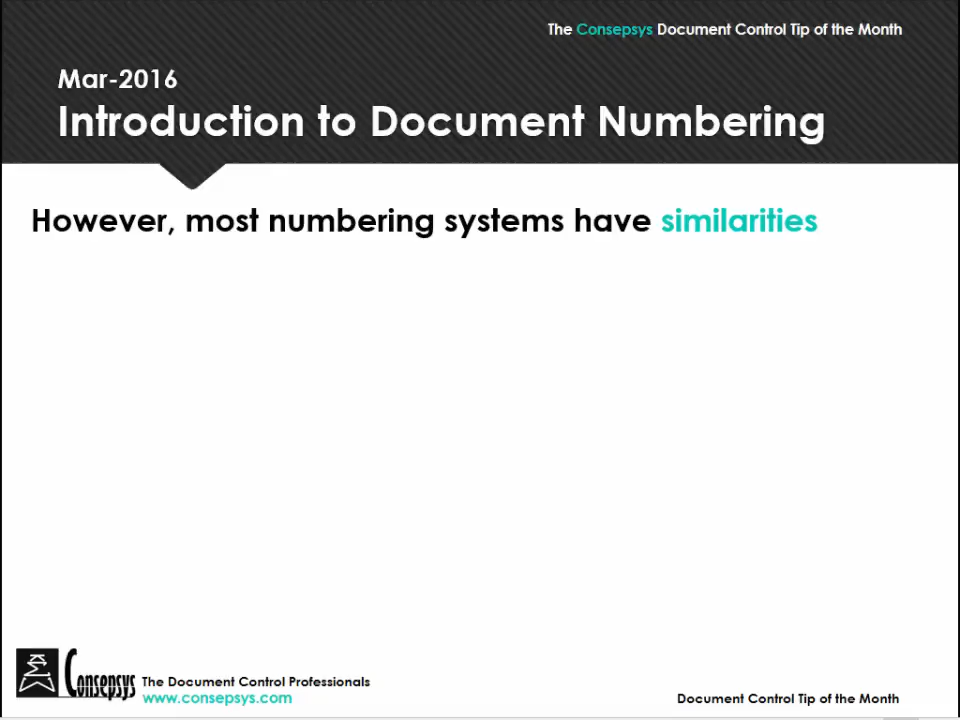 The Consepsys Document Control Tip of the Month
Mar-2016
Introduction to Document Numbering
However, most numbering systems have similarities
Consepsys The Document Control Professionals
www.consepsys.com
Document Control Tip of the Month